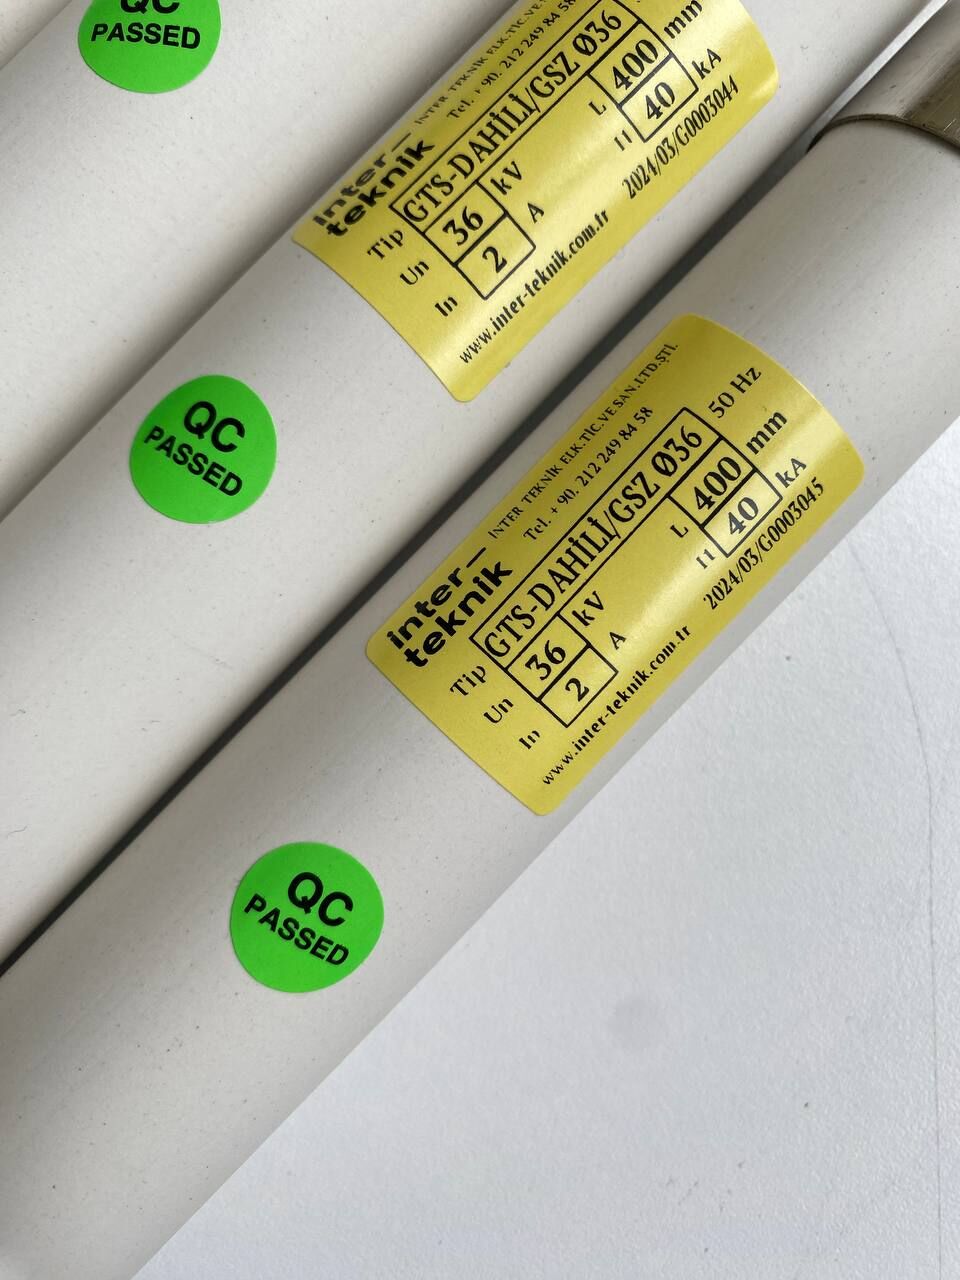 QC
PASSED
INTER TEKNİK ELK.TİC.VE
Tel. +90. 212 249 84 58
inter-
teknik
Tip GTS-DAHİLİ/GSZ Ø36
Un 36 kV L 400 mm
In 2 A I1 40 kA
www.inter-teknik.com.tr 2024/03/G0003044
QC
PASSED
INTER TEKNİK ELK.TİC.VE SAN.LTD.ŞTİ.
Tel. +90. 212 249 84 58
inter-
teknik
50 Hz
Tip GTS-DAHİLİ/GSZ Ø36
Un 36 kV L 400 mm
In 2 A I1 40 kA
www.inter-teknik.com.tr 2024/03/G0003045
QC
PASSED